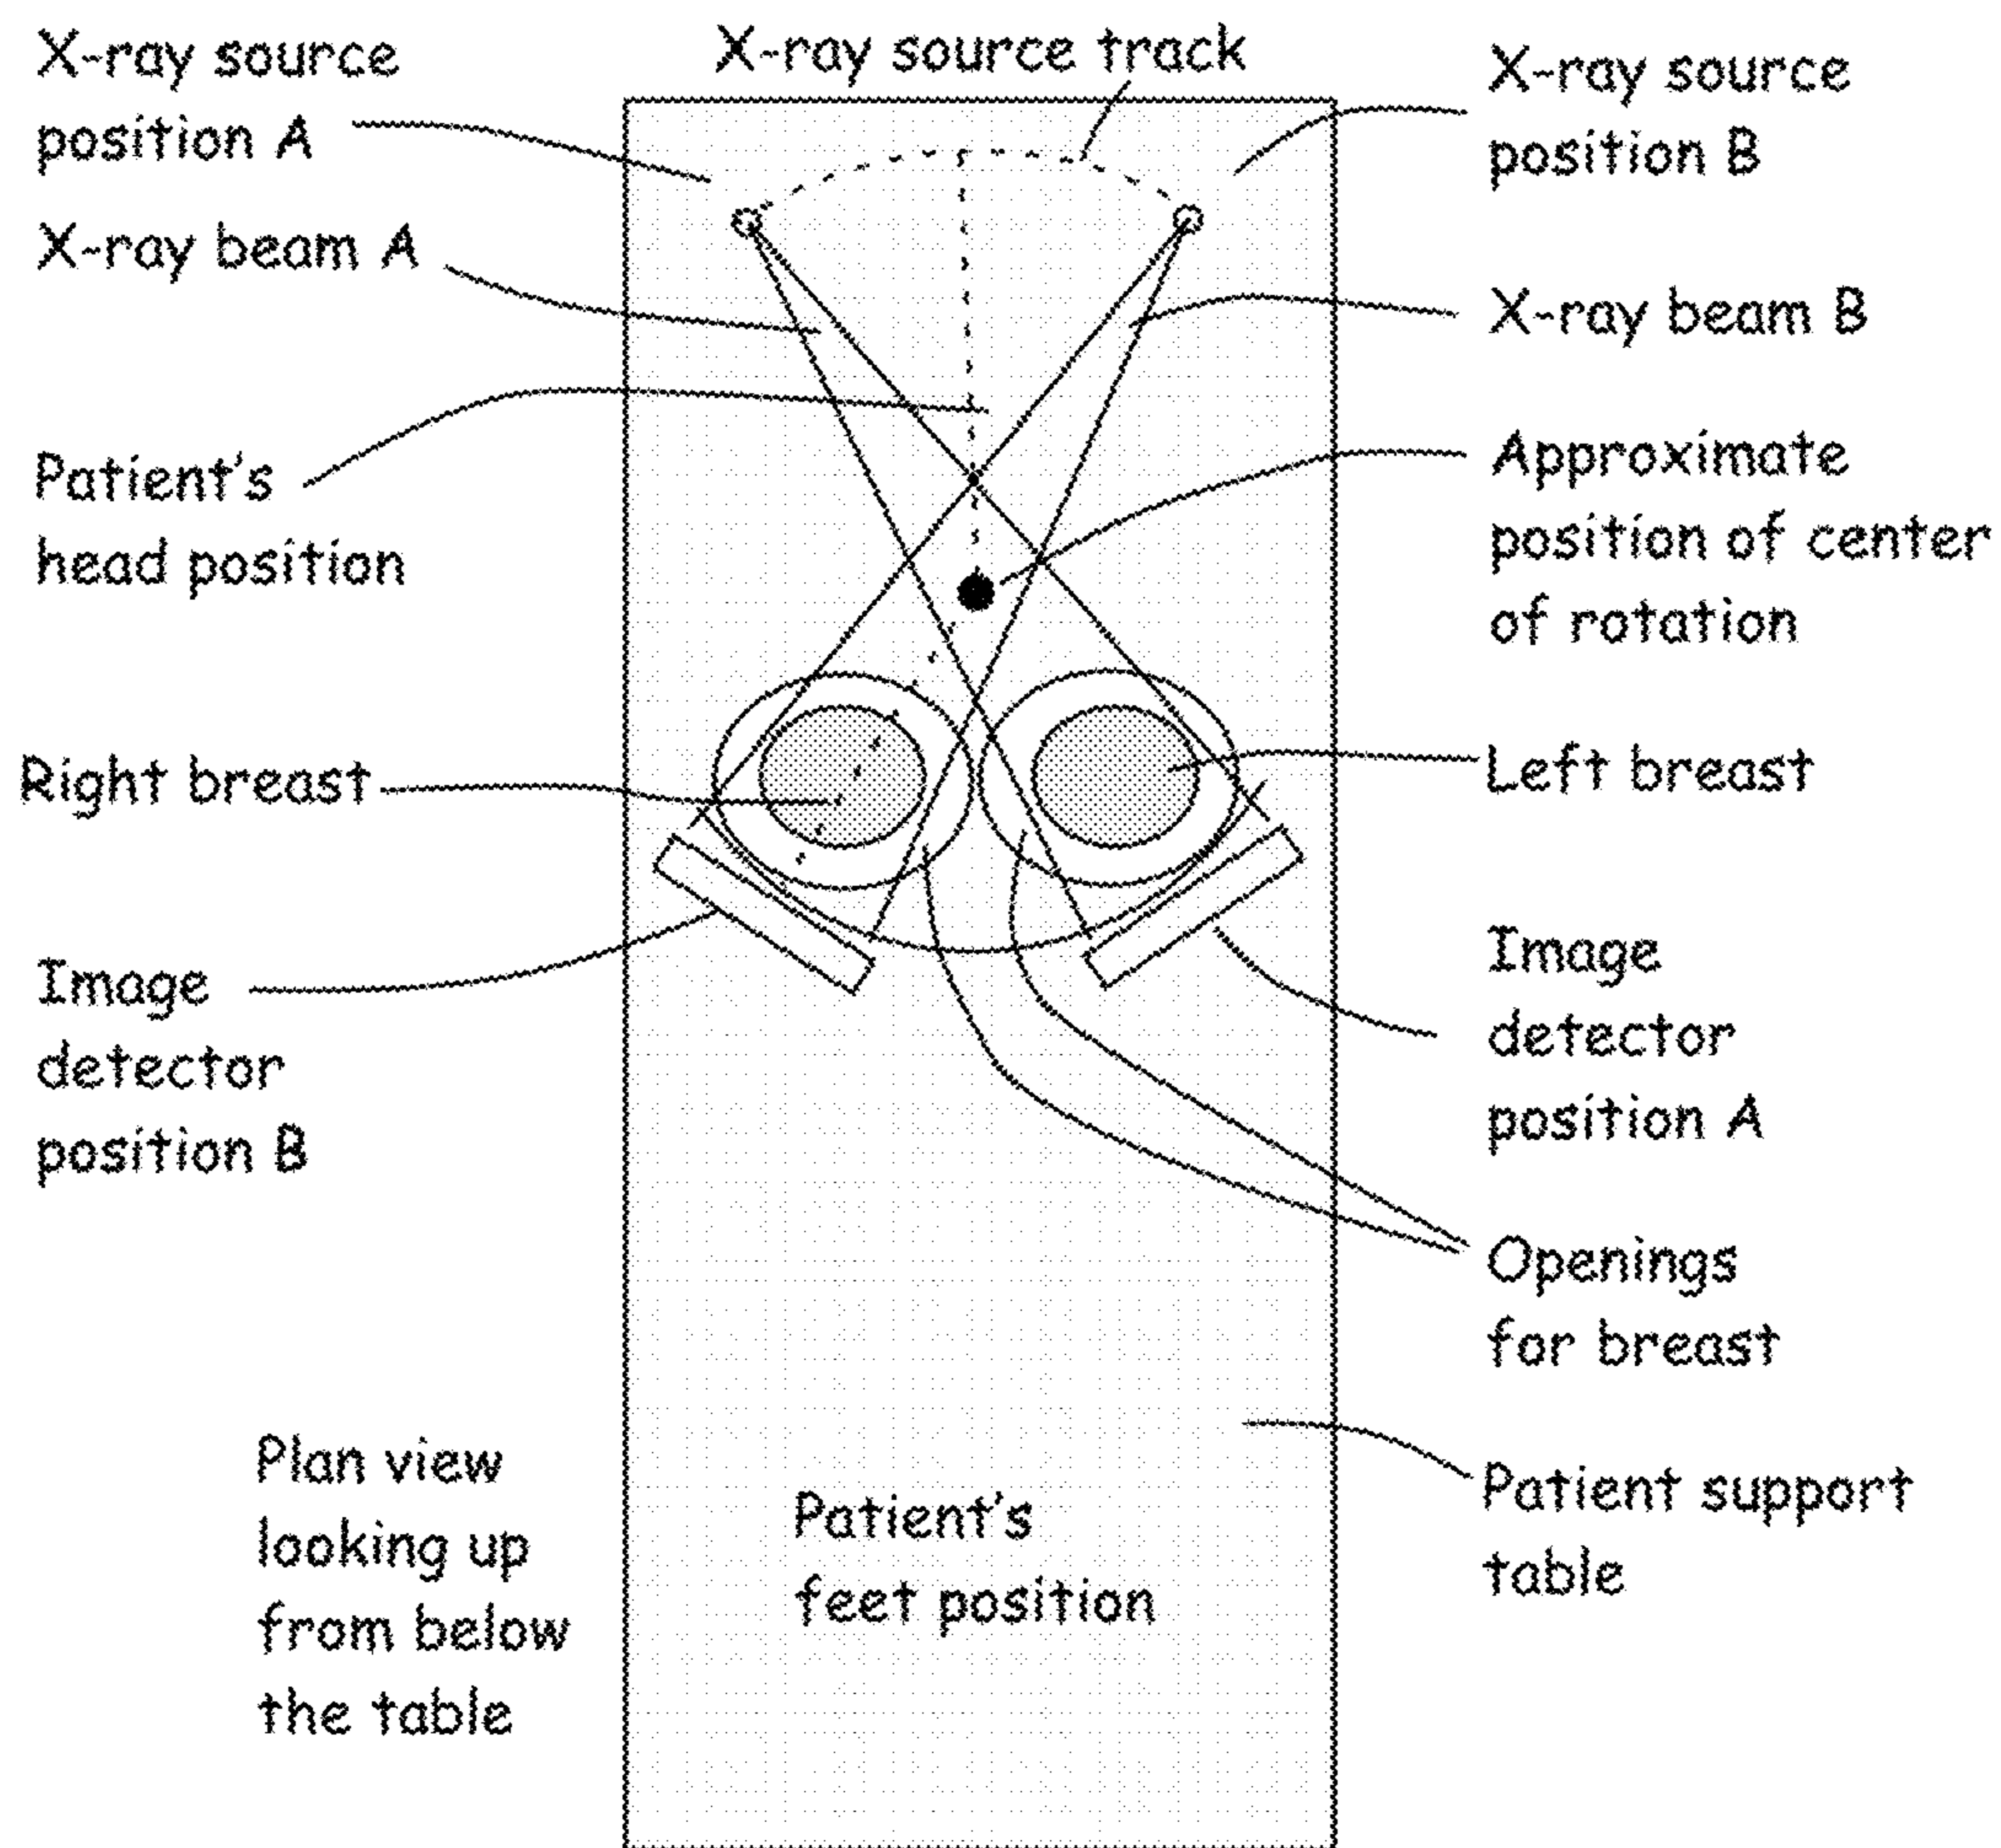 X-ray source
position A
X-ray source track
X-ray source
position B
X-ray beam A
X-ray beam B
Patient's
head position
Approximate
position of center
of rotation
Right breast
Left breast
Image
detector
position B
Image
detector
position A
Openings
for breast
Plan view
looking up
from below
the table
Patient's
feet position
Patient support
table